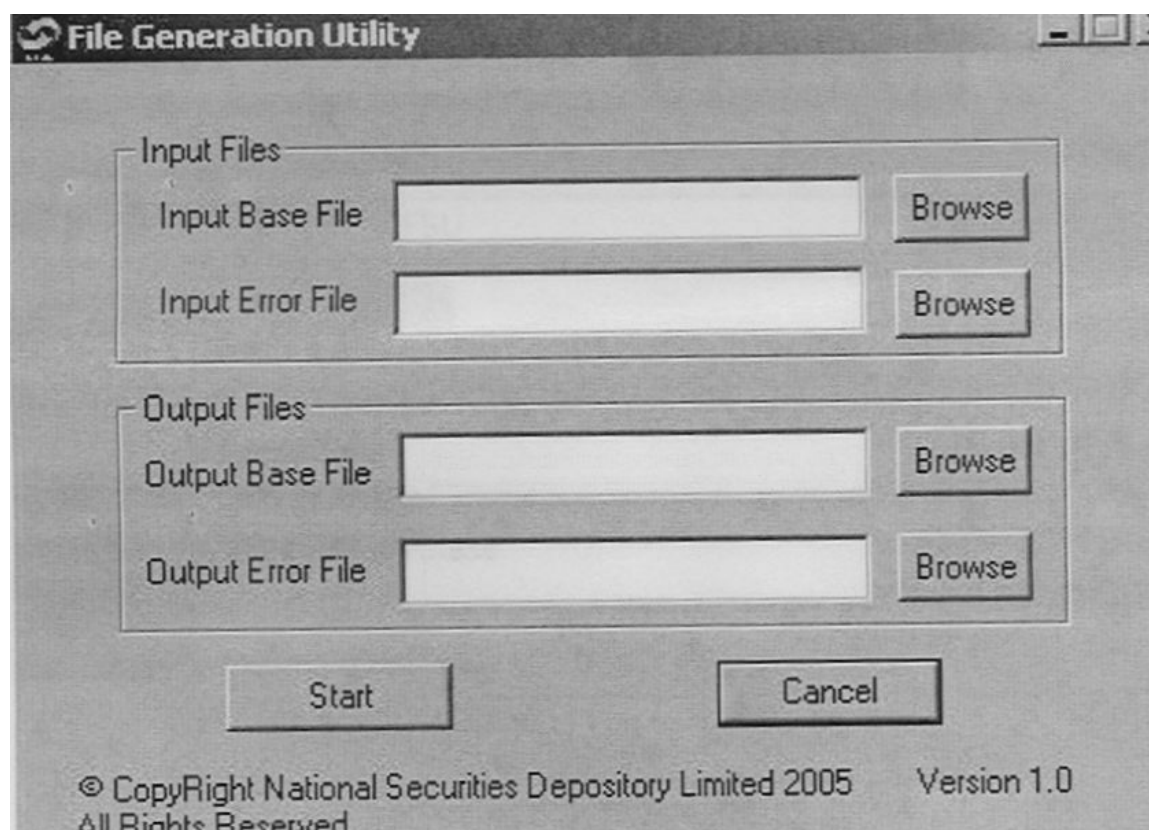 File Generation Utility
Input Files
Input Base File
Browse
Input Error File
Browse
Output Files
Output Base File
Browse
Output Error File
Browse
Start
Cancel
© CopyRight National Securities Depository Limited 2005
Version 1.0
All Rights Reserved